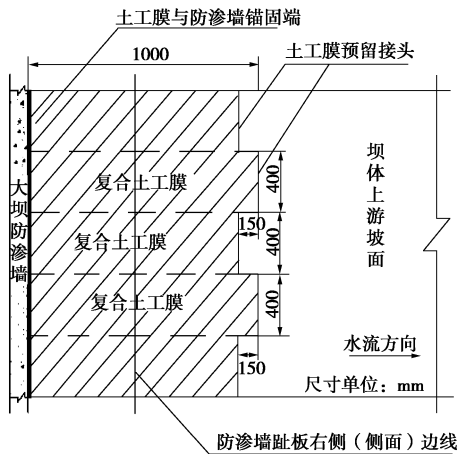 土工膜与防渗墙锚固端
1000
土工膜预留接头
大坝防渗墙
复合土工膜
400
150
复合土工膜
400
复合土工膜
400
150
坝体上游坡面
水流方向
尺寸单位：mm
防渗墙趾板右侧（侧面）边线